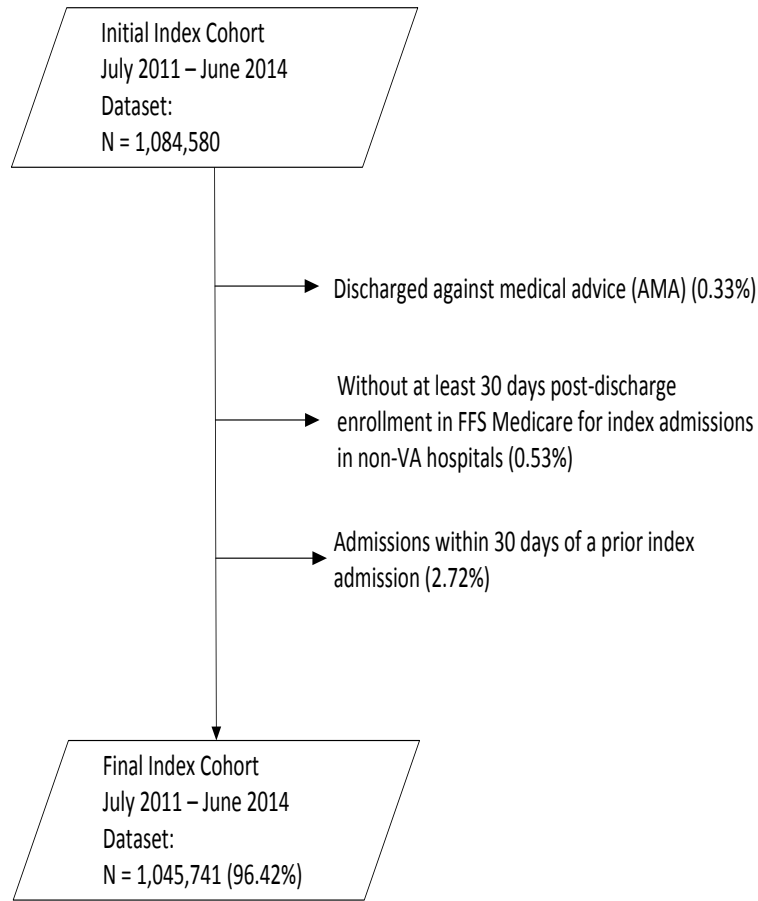 Initial Index Cohort
July 2011 – June 2014
Dataset:
N = 1,084,580
Discharged against medical advice (AMA) (0.33%)
Without at least 30 days post-discharge
enrollment in FFS Medicare for index admissions
in non-VA hospitals (0.53%)
Admissions within 30 days of a prior index
admission (2.72%)
Final Index Cohort
July 2011 – June 2014
Dataset:
N = 1,045,741 (96.42%)